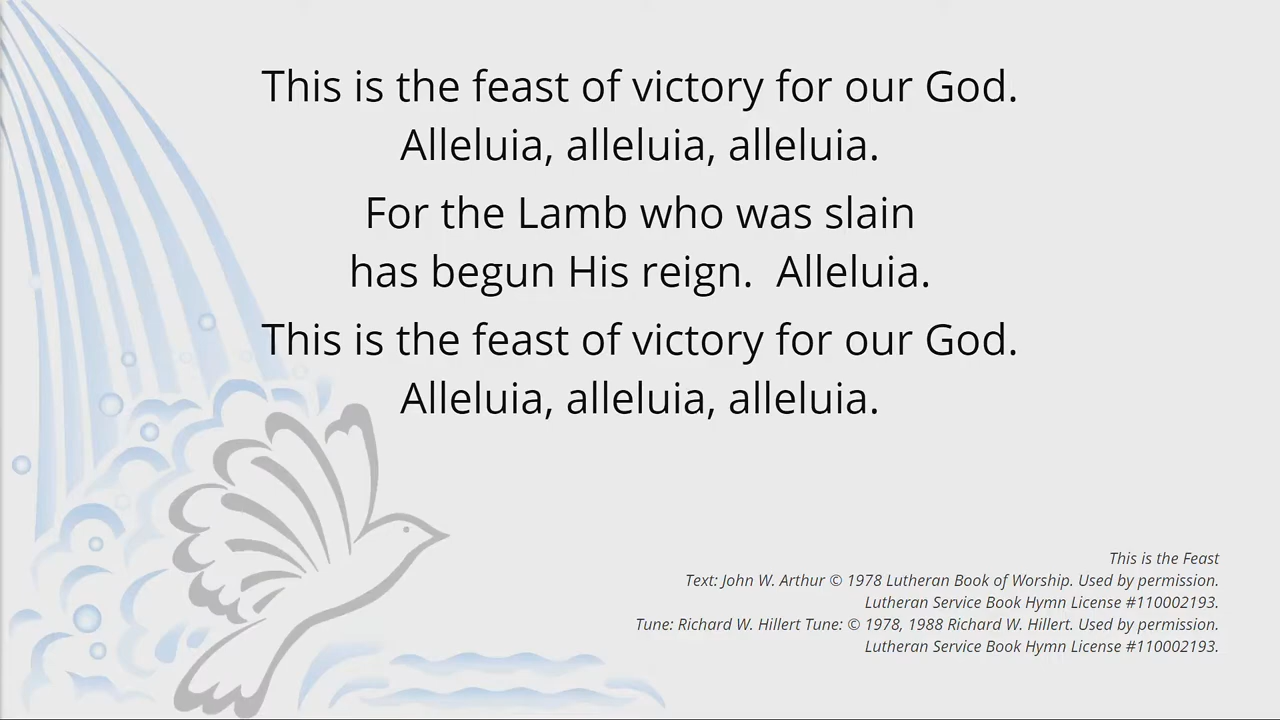 This is the feast of victory for our God.
Alleluia, alleluia, alleluia.
For the Lamb who was slain
has begun His reign.  Alleluia.
This is the feast of victory for our God.
Alleluia, alleluia, alleluia.
This is the Feast
Text: John W. Arthur © 1978 Lutheran Book of Worship. Used by permission.
Lutheran Service Book Hymn License #110002193.
Tune: Richard W. Hillert Tune: © 1978, 1988 Richard W. Hillert. Used by permission.
Lutheran Service Book Hymn License #110002193.